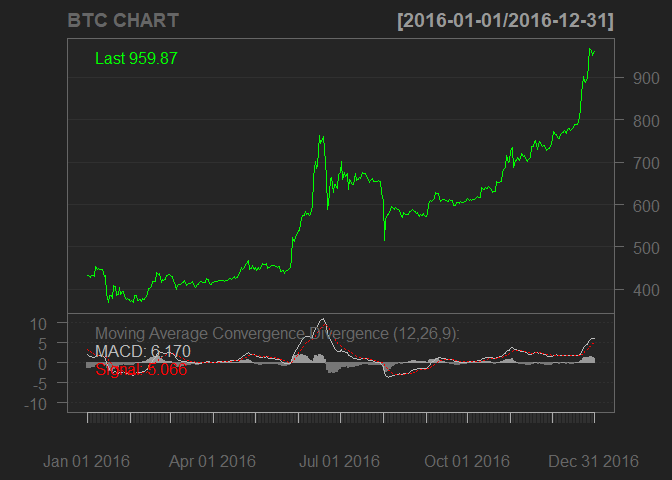 BTC CHART [2016-01-01/2016-12-31]
Last 959.87
900
800
700
600
500
400
Moving Average Convergence Divergence (12,26,9):
MACD: 6.170
Signal: 5.066
10
5
0
-5
-10
Jan 01 2016 Apr 01 2016 Jul 01 2016 Oct 01 2016 Dec 31 2016